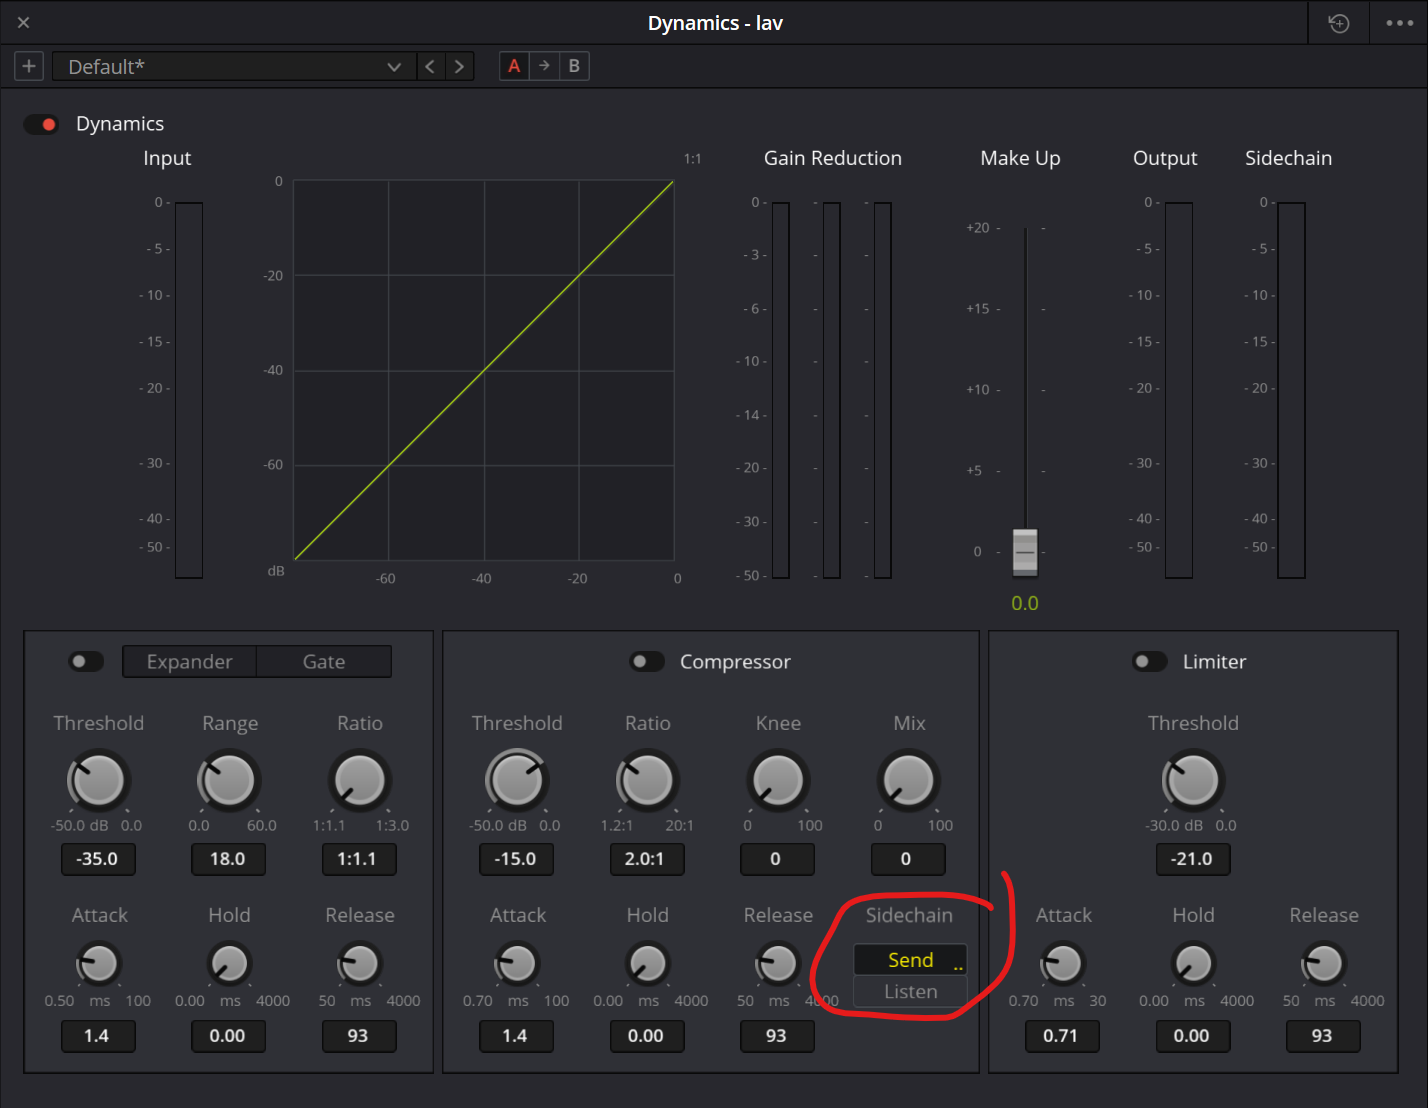 Dynamics - lav
Default*
A
B
Dynamics
Input
1:1
Gain Reduction
Make Up
Output
Sidechain
0 -
- 5 -
- 10 -
- 15 -
- 20 -
- 30 -
- 40 -
- 50 -
0
-20
-40
-60
dB
-60
-40
-20
0
0 -
- 3 -
- 6 -
- 10 -
- 14 -
- 20 -
- 30 -
- 50 -
+20 -
+15 -
+10 -
+5 -
0 -
0.0
0 -
- 5 -
- 10 -
- 15 -
- 20 -
- 30 -
- 40 -
- 50 -
0 -
- 5 -
- 10 -
- 15 -
- 20 -
- 30 -
- 40 -
- 50 -
Expander Gate
Threshold Range Ratio
-50.0 dB 0.0 0.0 60.0 1:1.1 1:3.0
-35.0 18.0 1:1.1
Attack Hold Release
0.50 ms 100 0.00 ms 4000 50 ms 4000
1.4 0.00 93
Compressor
Threshold Ratio Knee Mix
-50.0 dB 0.0 1.2:1 20:1 0 100 0 100
-15.0 2.0:1 0 0
Attack Hold Release Sidechain
Send ..
Listen
0.70 ms 100 0.00 ms 4000 50 ms 4000
1.4 0.00 93
Limiter
Threshold
-30.0 dB 0.0
-21.0
Attack Hold Release
0.70 ms 30 0.00 ms 4000 50 ms 4000
0.71 0.00 93